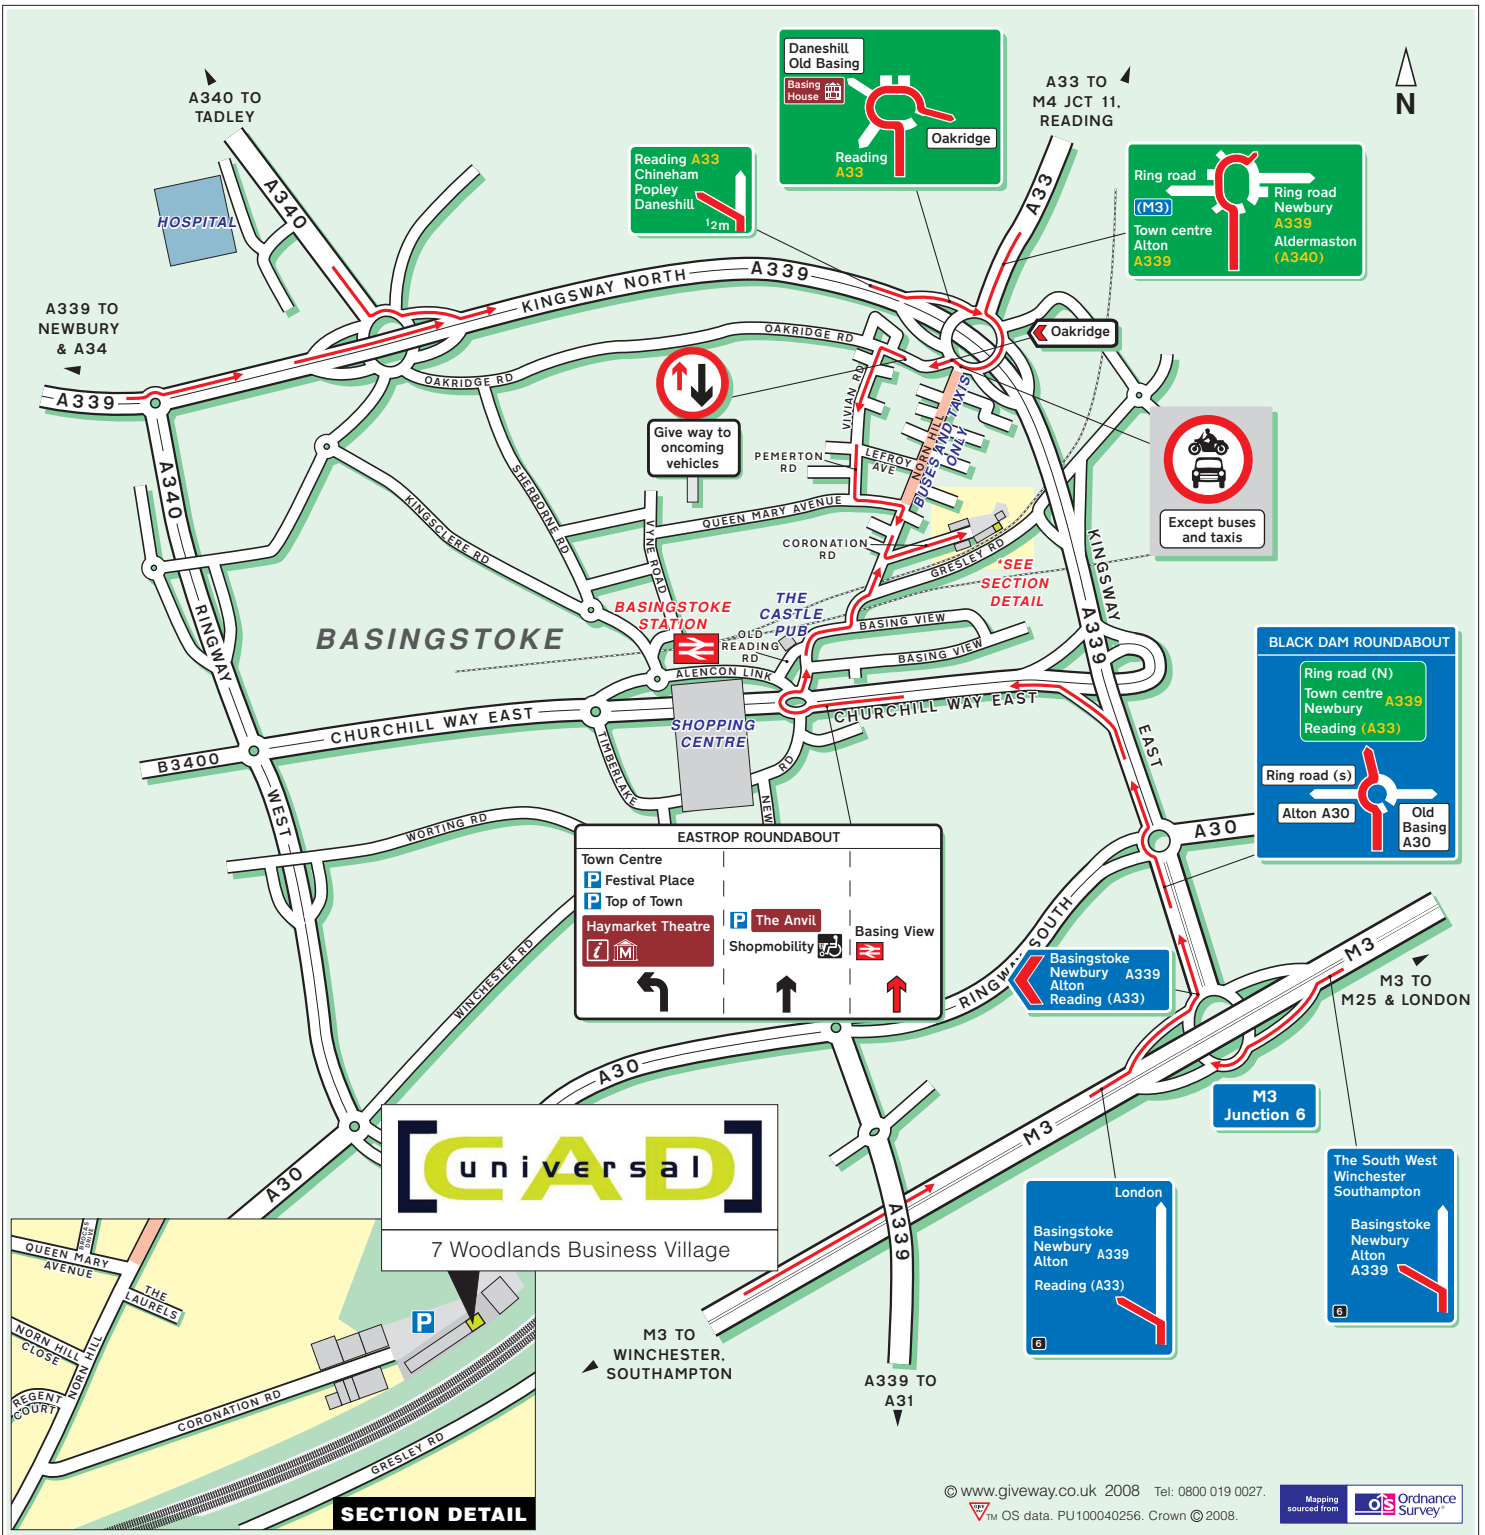 A340 TO
TADLEY
A33 TO
M4 JCT 11,
READING
N
Daneshill
Old Basing
Basing
House
Oakridge
Reading
A33
Reading A33
Chineham
Popley
Daneshill
12m
Ring road
(M3)
Town centre
Alton
A339
Ring road
Newbury
A339
Aldermaston
(A340)
HOSPITAL
A340
A33
A339 TO
NEWBURY
& A34
A339
KINGSWAY NORTH
A339
OAKRIDGE RD
OAKRIDGE RD
Oakridge
Give way to
oncoming
vehicles
VIVIAN RD
NORN HILL
BUSES AND TAXIS
ONLY
PEMERTON
RD
LEFROY
AVE
Except buses
and taxis
A340
KINGSCLERE RD
SHERBORNE RD
VYNE ROAD
QUEEN MARY AVENUE
CORONATION
RD
GRESLEY RD
*SEE
SECTION
DETAIL
KINGSWAY
A339
EAST
RINGWAY
WEST
BASINGSTOKE
BASINGSTOKE
STATION
THE
CASTLE
PUB
OLD
READING
RD
BASING VIEW
BASING VIEW
ALENCON LINK
CHURCHILL WAY EAST
CHURCHILL WAY EAST
SHOPPING
CENTRE
B3400
TIMBERLAKE
NEW
RD
WORTING RD
BLACK DAM ROUNDABOUT
Ring road (N)
Town centre
Newbury
A339
Reading (A33)
Ring road (s)
Alton A30
Old
Basing
A30
A30
EASTROP ROUNDABOUT
Town Centre
P Festival Place
P Top of Town
Haymarket Theatre
i M
P The Anvil
Shopmobility
Basing View
WINCHESTER RD
RINGWAY SOUTH
Basingstoke
Newbury A339
Alton
Reading (A33)
M3
M3 TO
M25 & LONDON
A30
M3
Junction 6
M3
A30
[universal CAD]
7 Woodlands Business Village
A339
London
Basingstoke
Newbury
Alton
A339
Reading (A33)
6
The South West
Winchester
Southampton
Basingstoke
Newbury
Alton
A339
6
M3 TO
WINCHESTER,
SOUTHAMPTON
A339 TO
A31
QUEEN MARY
AVENUE
BROCAS
DRIVE
THE
LAURELS
NORN HILL
CLOSE
NORN HILL
REGENT
COURT
CORONATION RD
P
GRESLEY RD
SECTION DETAIL
© www.giveway.co.uk 2008 Tel: 0800 019 0027.
TM OS data. PU100040256. Crown © 2008.
Mapping
sourced from
OS Ordnance
Survey®